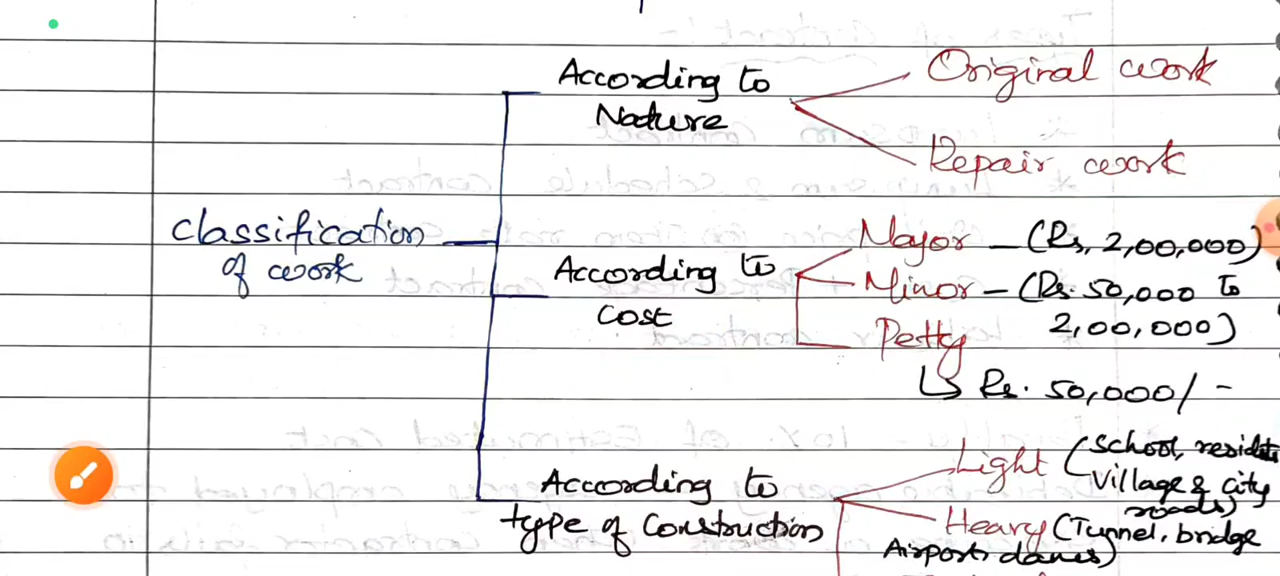 According to
Nature
Original work
Repair work
classification
of work
According to
cost
Major - (Rs, 2,00,000)
Minor - (Rs. 50,000 To
2,00,000)
Petty
↳ Rs. 50,000/-
According to
type of Construction
Light (school,
village & city
roads)
Heavy (Tunnel, bridge
Airports,